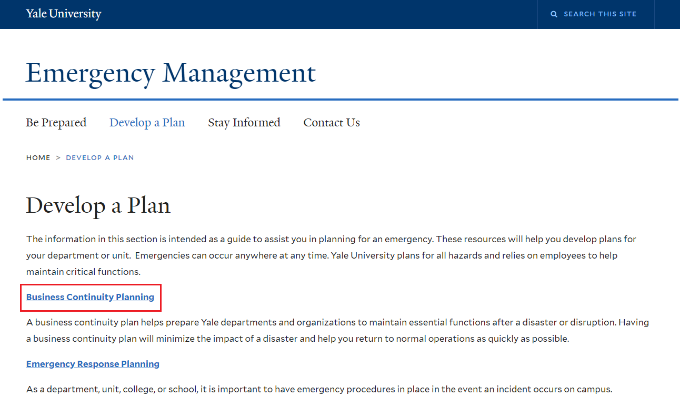 Yale University
SEARCH THIS SITE
Emergency Management
Be Prepared Develop a Plan Stay Informed Contact Us
HOME > DEVELOP A PLAN
Develop a Plan
The information in this section is intended as a guide to assist you in planning for an emergency. These resources will help you develop plans for
your department or unit. Emergencies can occur anywhere at any time. Yale University plans for all hazards and relies on employees to help
maintain critical functions.
Business Continuity Planning
A business continuity plan helps prepare Yale departments and organizations to maintain essential functions after a disaster or disruption. Having
a business continuity plan will minimize the impact of a disaster and help you return to normal operations as quickly as possible.
Emergency Response Planning
As a department, unit, college, or school, it is important to have emergency procedures in place in the event an incident occurs on campus.